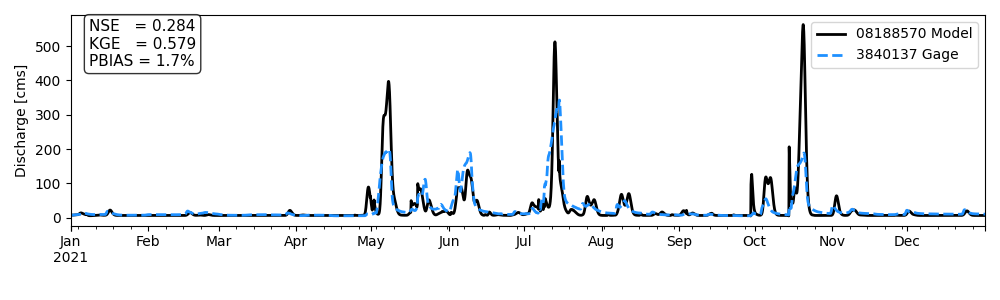 NSE = 0.284
KGE = 0.579
PBIAS = 1.7%
08188570 Model
3840137 Gage
Discharge [cms]
500
400
300
200
100
0
Jan Feb Mar Apr May Jun Jul Aug Sep Oct Nov Dec
2021